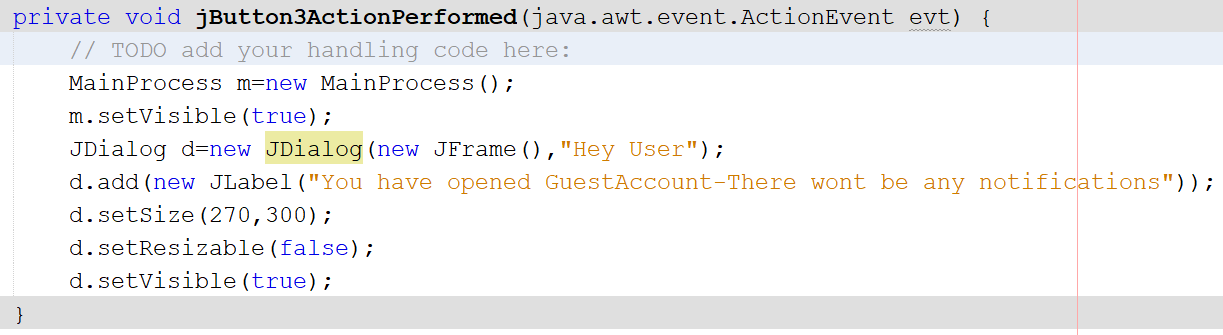 private void jButton3ActionPerformed(java.awt.event.ActionEvent evt) {
// TODO add your handling code here:
MainProcess m=new MainProcess();
m.setVisible(true);
JDialog d=new JDialog(new JFrame(),"Hey User");
d.add(new JLabel("You have opened GuestAccount-There wont be any notifications"));
d.setSize(270,300);
d.setResizable(false);
d.setVisible(true);
}